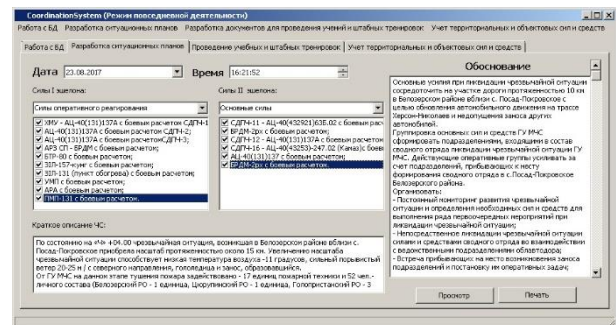 CoordinationSystem (Режим повседневной деятельности)
Работа с БД Разработка ситуационных планов Разработка документов для проведения учений и штабных тренировок Учет территориальных и объектовых сил и средств
Работа с БД Разработка ситуационных планов Проведение учебных и штабных тренировок Учет территориальных и объектовых сил и средств
Дата 23.08.2017 Время 16:21:52
Силы I эшелона: Силы II эшелона:
Силы оперативного реагирования Основные силы
ХМУ - АЦ-40(131)137А с боевым расчетом СДПЧ-1
АЦ-40(131)137А с боевым расчетом СДПЧ-2;
АЦ-40(131)137А с боевым расчетомСДПЧ-3;
АРЗ СП - БРДМ с боевым расчетом;
БТР-80 с боевым расчетом;
ЗІЛ-157-кунг с боевым расчетом;
ЗІЛ-131 (пункт обогрева) с боевым расчетом;
УМП с боевым расчетом;
АРА с боевым расчетом;
ПМП-131 с боевым расчетом.
СДПЧ-11 - АЦ-40(432921)63Б.02 с боевым расч
БРДМ-2рх с боевым расчетом;
СДПЧ-12 - АЦ-40(131)137А с боевым расчетом
СДПЧ-16 - АЦ-40(43253)-247.02 (Камаз)с боев
АЦ-40(131)137 с боевым расчетом;
БРДМ-2рх с боевым расчетом.
Краткое описание ЧС:
По состоянию на «Ч» +04.00 чрезвычайная ситуация, возникшая в Белозерском районе вблизи с.
Посад-Покровское приобрела масштаб протяженностью около 15 км. Увеличению масштаба
чрезвычайной ситуации способствует низкая температура воздуха -11 градусов, сильный порывистый
ветер 20-25 м / с северного направления, гололедица и занос, образовавшийся.
От ГУ МЧС на данном этапе тушения пожара задействовано - 17 единиц пожарной техники и 52 чел.-
личного состава (Белозерский РО - 1 единица, Цюрупинский РО - 1 единица, Голопристанский РО - 3
Обоснование
Основные усилия при ликвидации чрезвычайной ситуации
сосредоточить на участке дороги протяженностью 10 км
в Белозерском районе вблизи с. Посад-Покровское с
целью обновления автомобильного движения на трассе
Херсон-Николаев и недопущения заноса других
автомобилей.
Группировка основных сил и средств ГУ МЧС
сформировать подразделениями, входящими в состав
сводного отряда ликвидации чрезвычайной ситуации ГУ
МЧС. Действующие оперативные группы усиливать за
счет подразделений, прибывающих к месту
формирования сводного отряда в с.Посад-Покровское
Белозерского района.
Организовать:
- Постоянный мониторинг развития чрезвычайной
ситуации и определения необходимых сил и средств для
выполнения ряда первоочередных мероприятий при
ликвидации чрезвычайной ситуации;
- Непосредственное ликвидации чрезвычайной ситуации
силами и средствами сводного отряда во взаимодействии
с ведомственными подразделениями облавтодора;
- Встреча прибывающих на место возникновения заноса
подразделений и постановку им оперативных задач;
Просмотр Печать